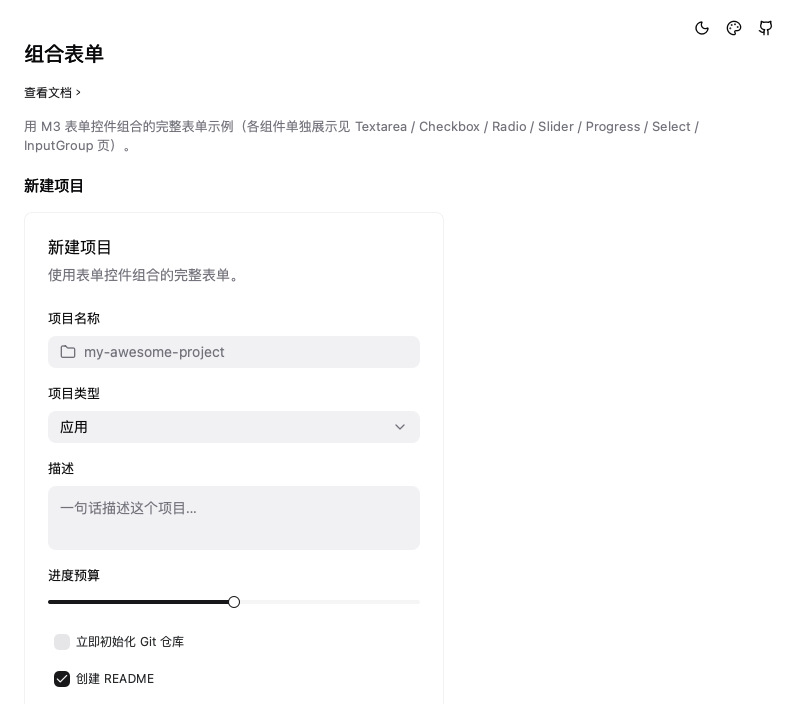 组合表单
查看文档 ›
用 M3 表单控件组合的完整表单示例（各组件单独展示见 Textarea / Checkbox / Radio / Slider / Progress / Select /
InputGroup 页）。
新建项目
新建项目
使用表单控件组合的完整表单。
项目名称
my-awesome-project
项目类型
应用
描述
一句话描述这个项目...
进度预算
立即初始化 Git 仓库
创建 README